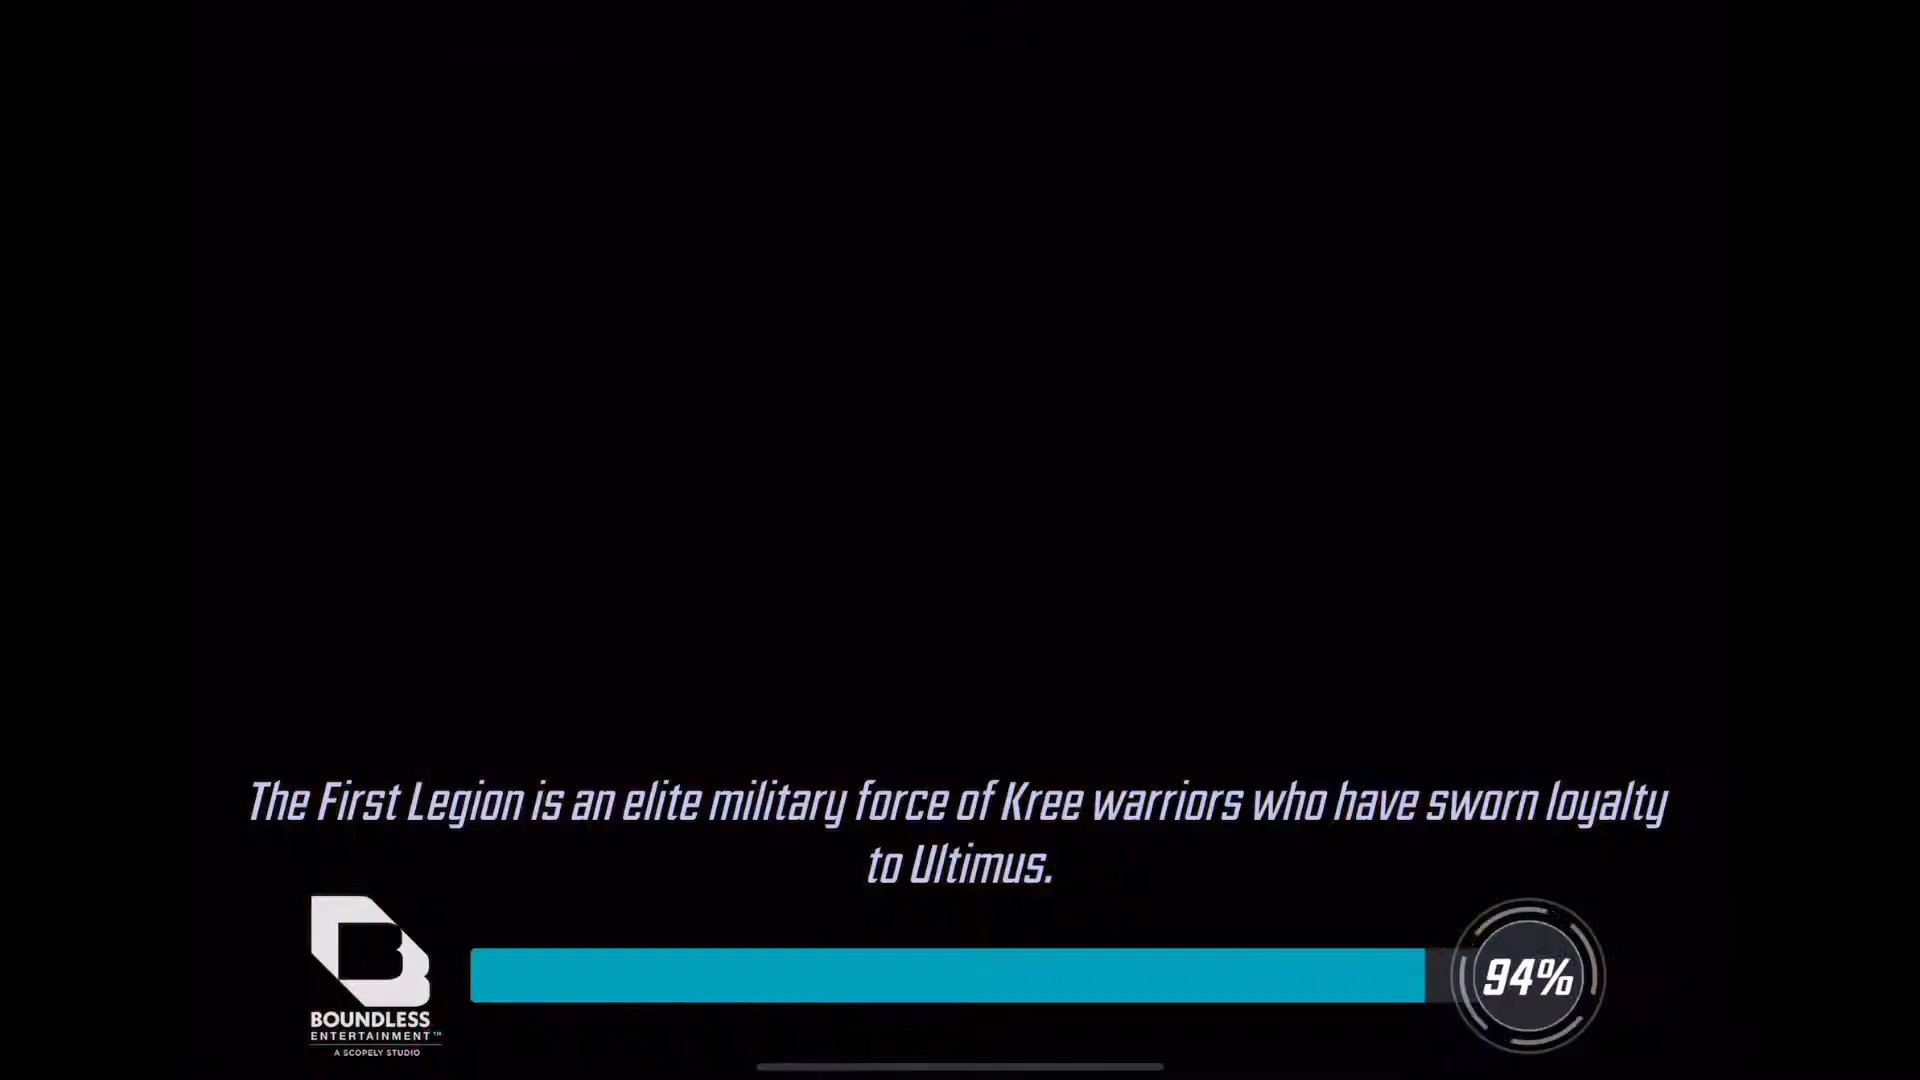 The First Legion is an elite military force of Kree warriors who have sworn loyalty
to Ultimus.
94%
BOUNDLESS
ENTERTAINMENT™
A SCOPELY STUDIO